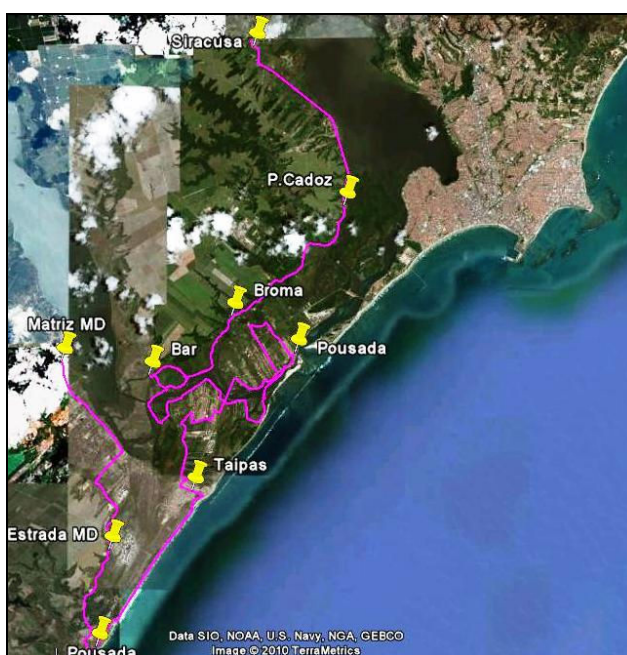 Siracusa
P.Cadoz
Broma
Matriz MD
Bar
Pousada
Taipas
Estrada MD
Pousada
Data SIO, NOAA, U.S. Navy, NGA, GEBCO
Image © 2010 TerraMetrics